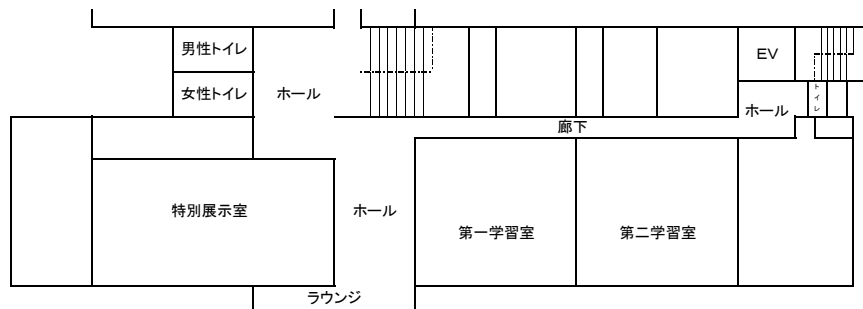 男性トイレ
EV
女性トイレ
ホール
トイレ
ホール
廊下
特別展示室
ホール
第一学習室
第二学習室
ラウンジ